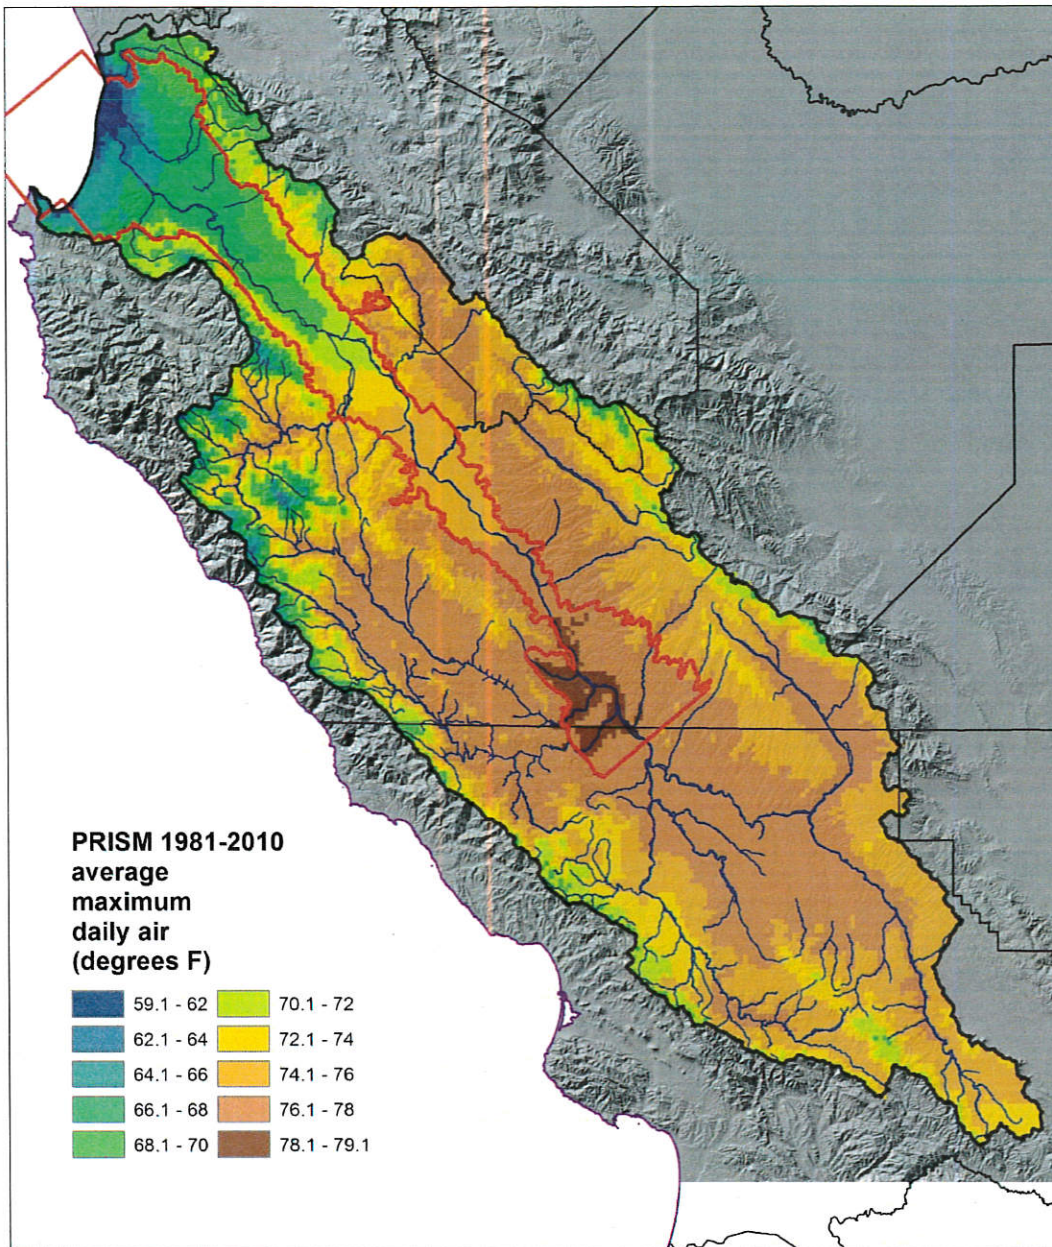 PRISM 1981-2010
average
maximum
daily air
(degrees F)
59.1 - 62
62.1 - 64
64.1 - 66
66.1 - 68
68.1 - 70
70.1 - 72
72.1 - 74
74.1 - 76
76.1 - 78
78.1 - 79.1